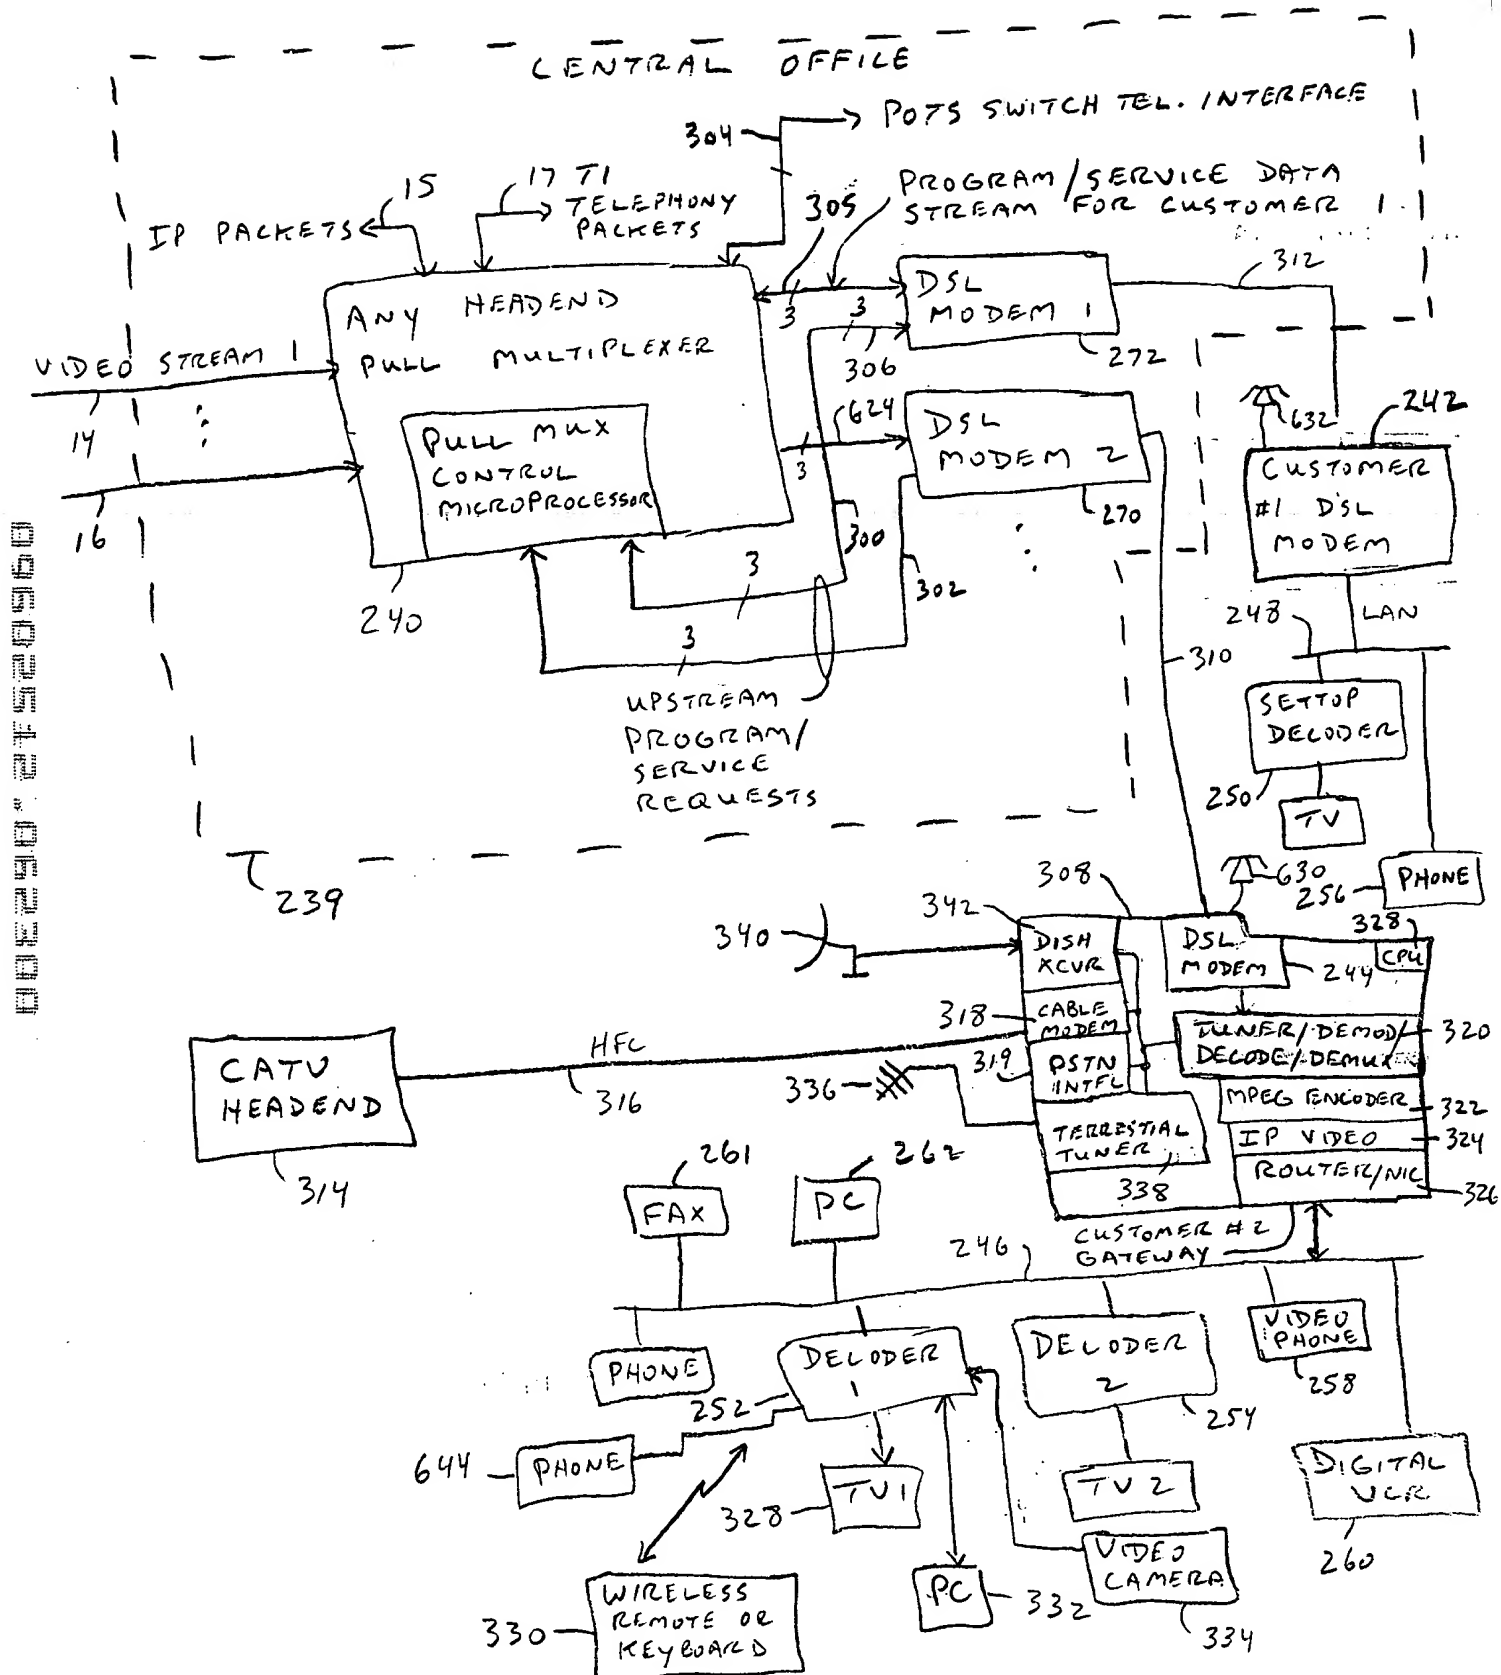 CENTRAL OFFICE
304
POTS SWITCH TEL. INTERFACE
15
17 T1
TELEPHONY
PACKETS
IP PACKETS
305
PROGRAM/SERVICE DATA
STREAM FOR CUSTOMER 1
312
ANY HEADEND
PULL MULTIPLEXER
3
3
306
DSL
MODEM 1
272
VIDEO STREAM 1
14
16
PULL MUX
CONTROL
MICROPROCESSOR
624
3
DSL
MODEM 2
270
632
242
CUSTOMER
#1 DSL
MODEM
240
300
302
3
3
310
248
LAN
UPSTREAM
PROGRAM/
SERVICE
REQUESTS
SETTOP
DECODER
250
TV
09602512.062300
239
630
256
PHONE
308
342
340
DISH
XCVR
DSL
MODEM
244
328
CPU
318
CABLE
MODEM
TUNER/DEMOD/
DECODE/DEMUX
320
CATV
HEADEND
314
HFC
316
319
PSTN
INTFC
336
MPEG ENCODER
322
TERRESTIAL
TUNER
338
IP VIDEO
324
ROUTER/NIC
326
261
FAX
262
PC
246
CUSTOMER #2
GATEWAY
PHONE
DECODER
1
252
DECODER
2
254
VIDEO
PHONE
258
644
PHONE
TV1
328
TV 2
DIGITAL
VCR
260
330
WIRELESS
REMOTE OR
KEYBOARD
PC
332
VIDEO
CAMERA
334